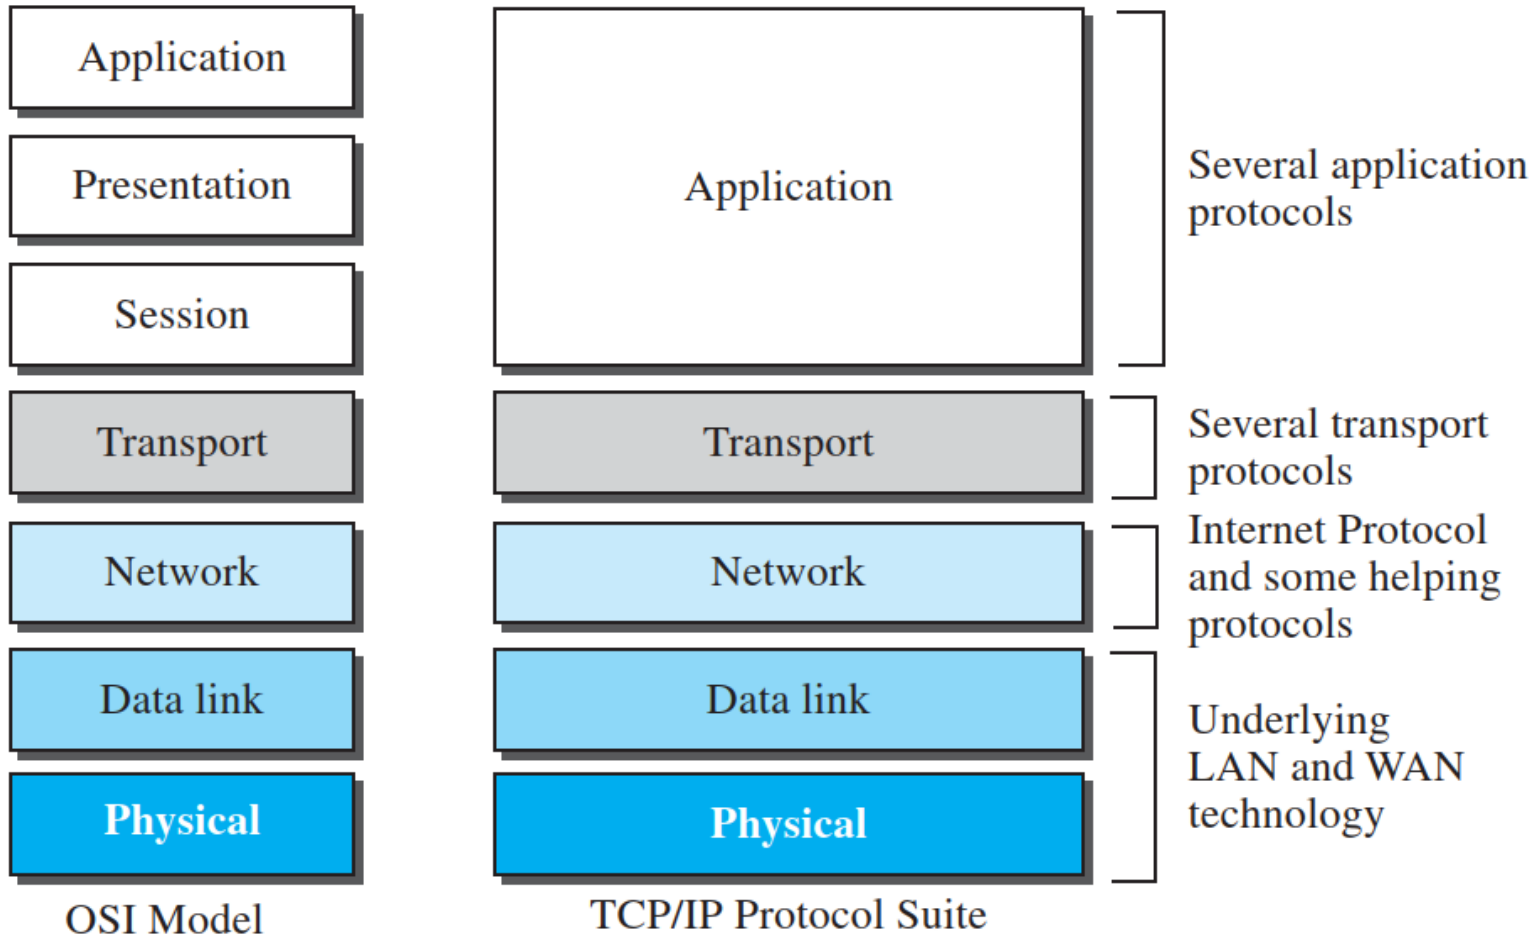 Application
Presentation
Session
Transport
Network
Data link
Physical
OSI Model
Application
Transport
Network
Data link
Physical
TCP/IP Protocol Suite
Several application
protocols
Several transport
protocols
Internet Protocol
and some helping
protocols
Underlying
LAN and WAN
technology